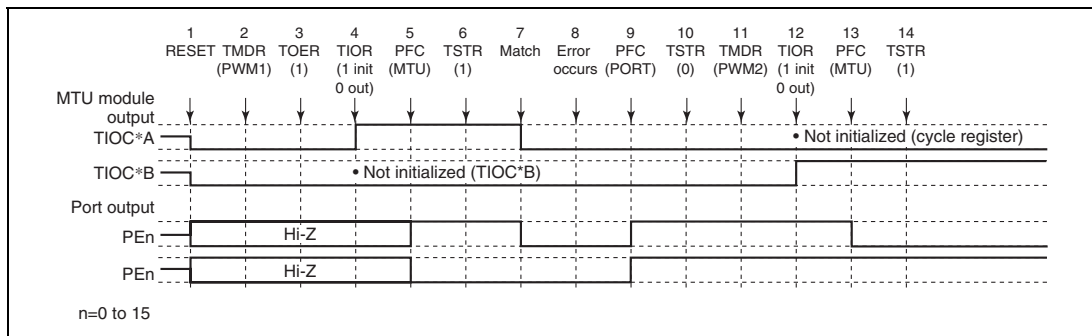 1 2 3 4 5 6 7 8 9 10 11 12 13 14
RESET TMDR TOER TIOR PFC TSTR Match Error PFC TSTR TMDR TIOR PFC TSTR
(PWM1) (1) (1 init (MTU) (1) occurs (PORT) (0) (PWM2) (1 init (MTU) (1)
0 out) 0 out)
MTU module
output
TIOC*A • Not initialized (cycle register)
TIOC*B • Not initialized (TIOC*B)
Port output
PEn Hi-Z
PEn Hi-Z
n=0 to 15